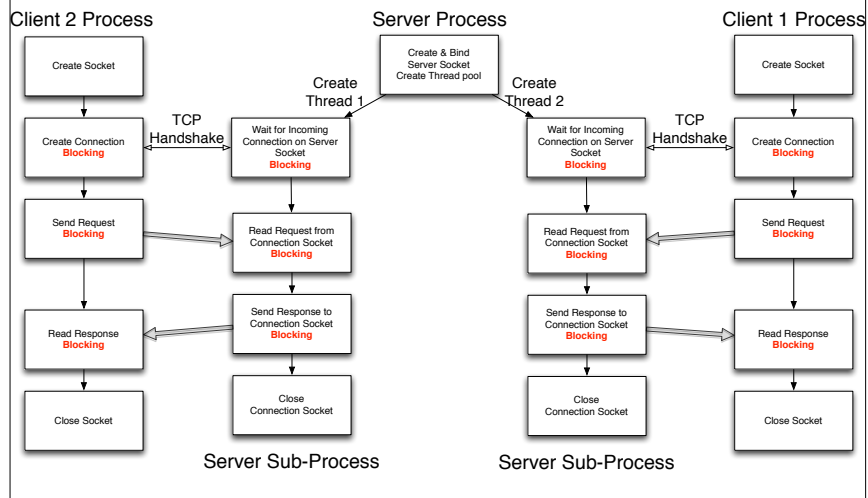 Client 2 Process
Server Process
Client 1 Process
Create Socket
Create & Bind
Server Socket
Create Thread pool
Create Socket
Create
Thread 1
Create
Thread 2
Create Connection
Blocking
TCP
Handshake
Wait for Incoming
Connection on Server
Socket
Blocking
Wait for Incoming
Connection on Server
Socket
Blocking
TCP
Handshake
Create Connection
Blocking
Send Request
Blocking
Read Request from
Connection Socket
Blocking
Read Request from
Connection Socket
Blocking
Send Request
Blocking
Read Response
Blocking
Send Response to
Connection Socket
Blocking
Send Response to
Connection Socket
Blocking
Read Response
Blocking
Close Socket
Close
Connection Socket
Close
Connection Socket
Close Socket
Server Sub-Process
Server Sub-Process